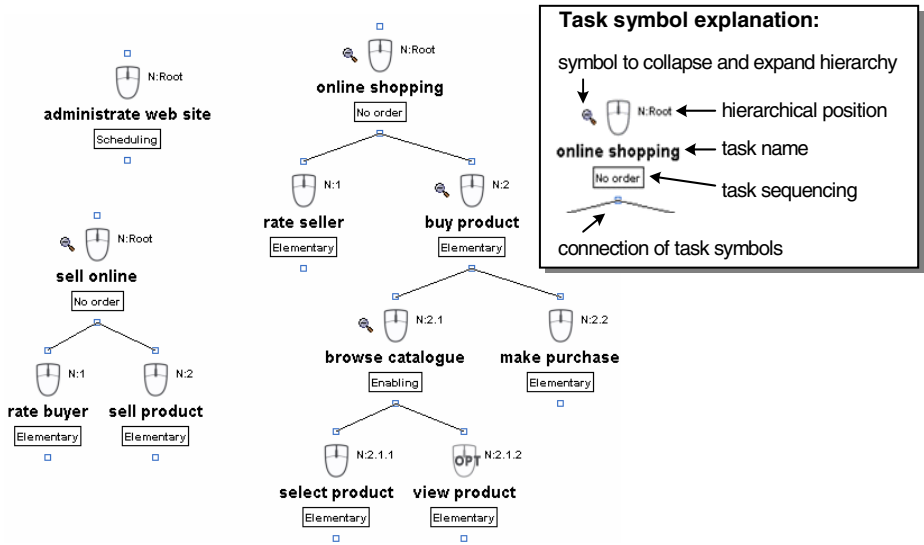 N:Root
administrate web site
Scheduling
N:Root
sell online
No order
N:1
rate buyer
Elementary
N:2
sell product
Elementary
N:Root
online shopping
No order
N:1
rate seller
Elementary
N:2
buy product
Elementary
N:2.1
browse catalogue
Enabling
N:2.2
make purchase
Elementary
N:2.1.1
select product
Elementary
OPT N:2.1.2
view product
Elementary
Task symbol explanation:
symbol to collapse and expand hierarchy
N:Root
hierarchical position
online shopping
task name
No order
task sequencing
connection of task symbols